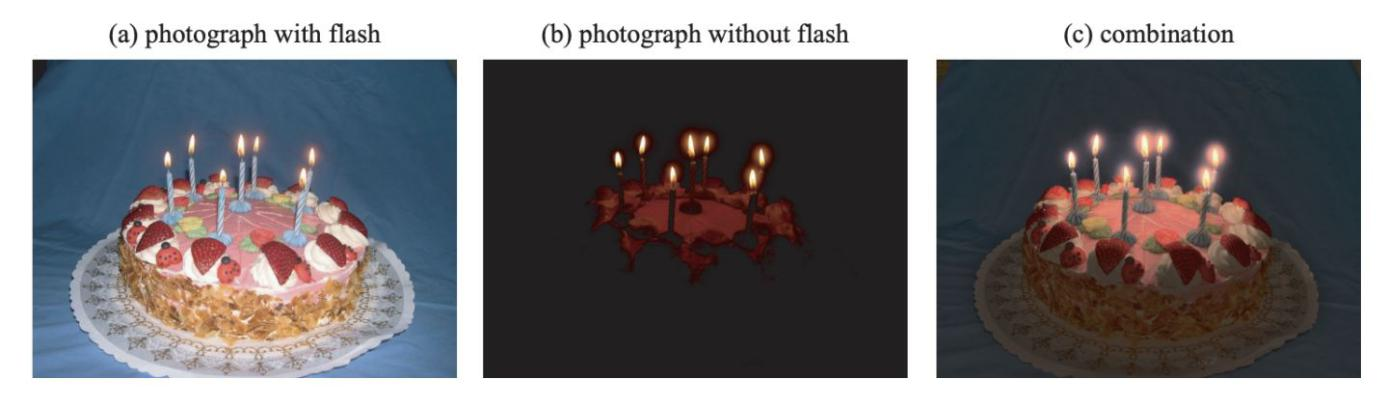 (a) photograph with flash
(b) photograph without flash
(c) combination